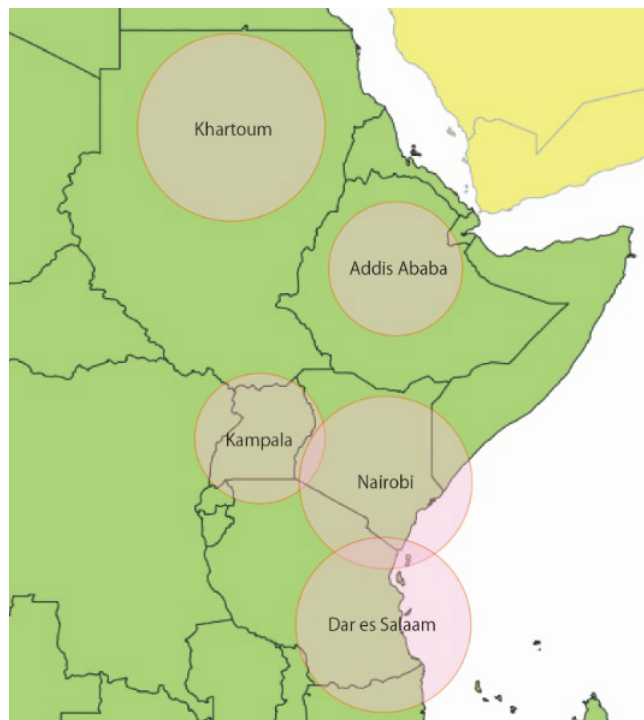 Khartoum
Addis Ababa
Kampala
Nairobi
Dar es Salaam